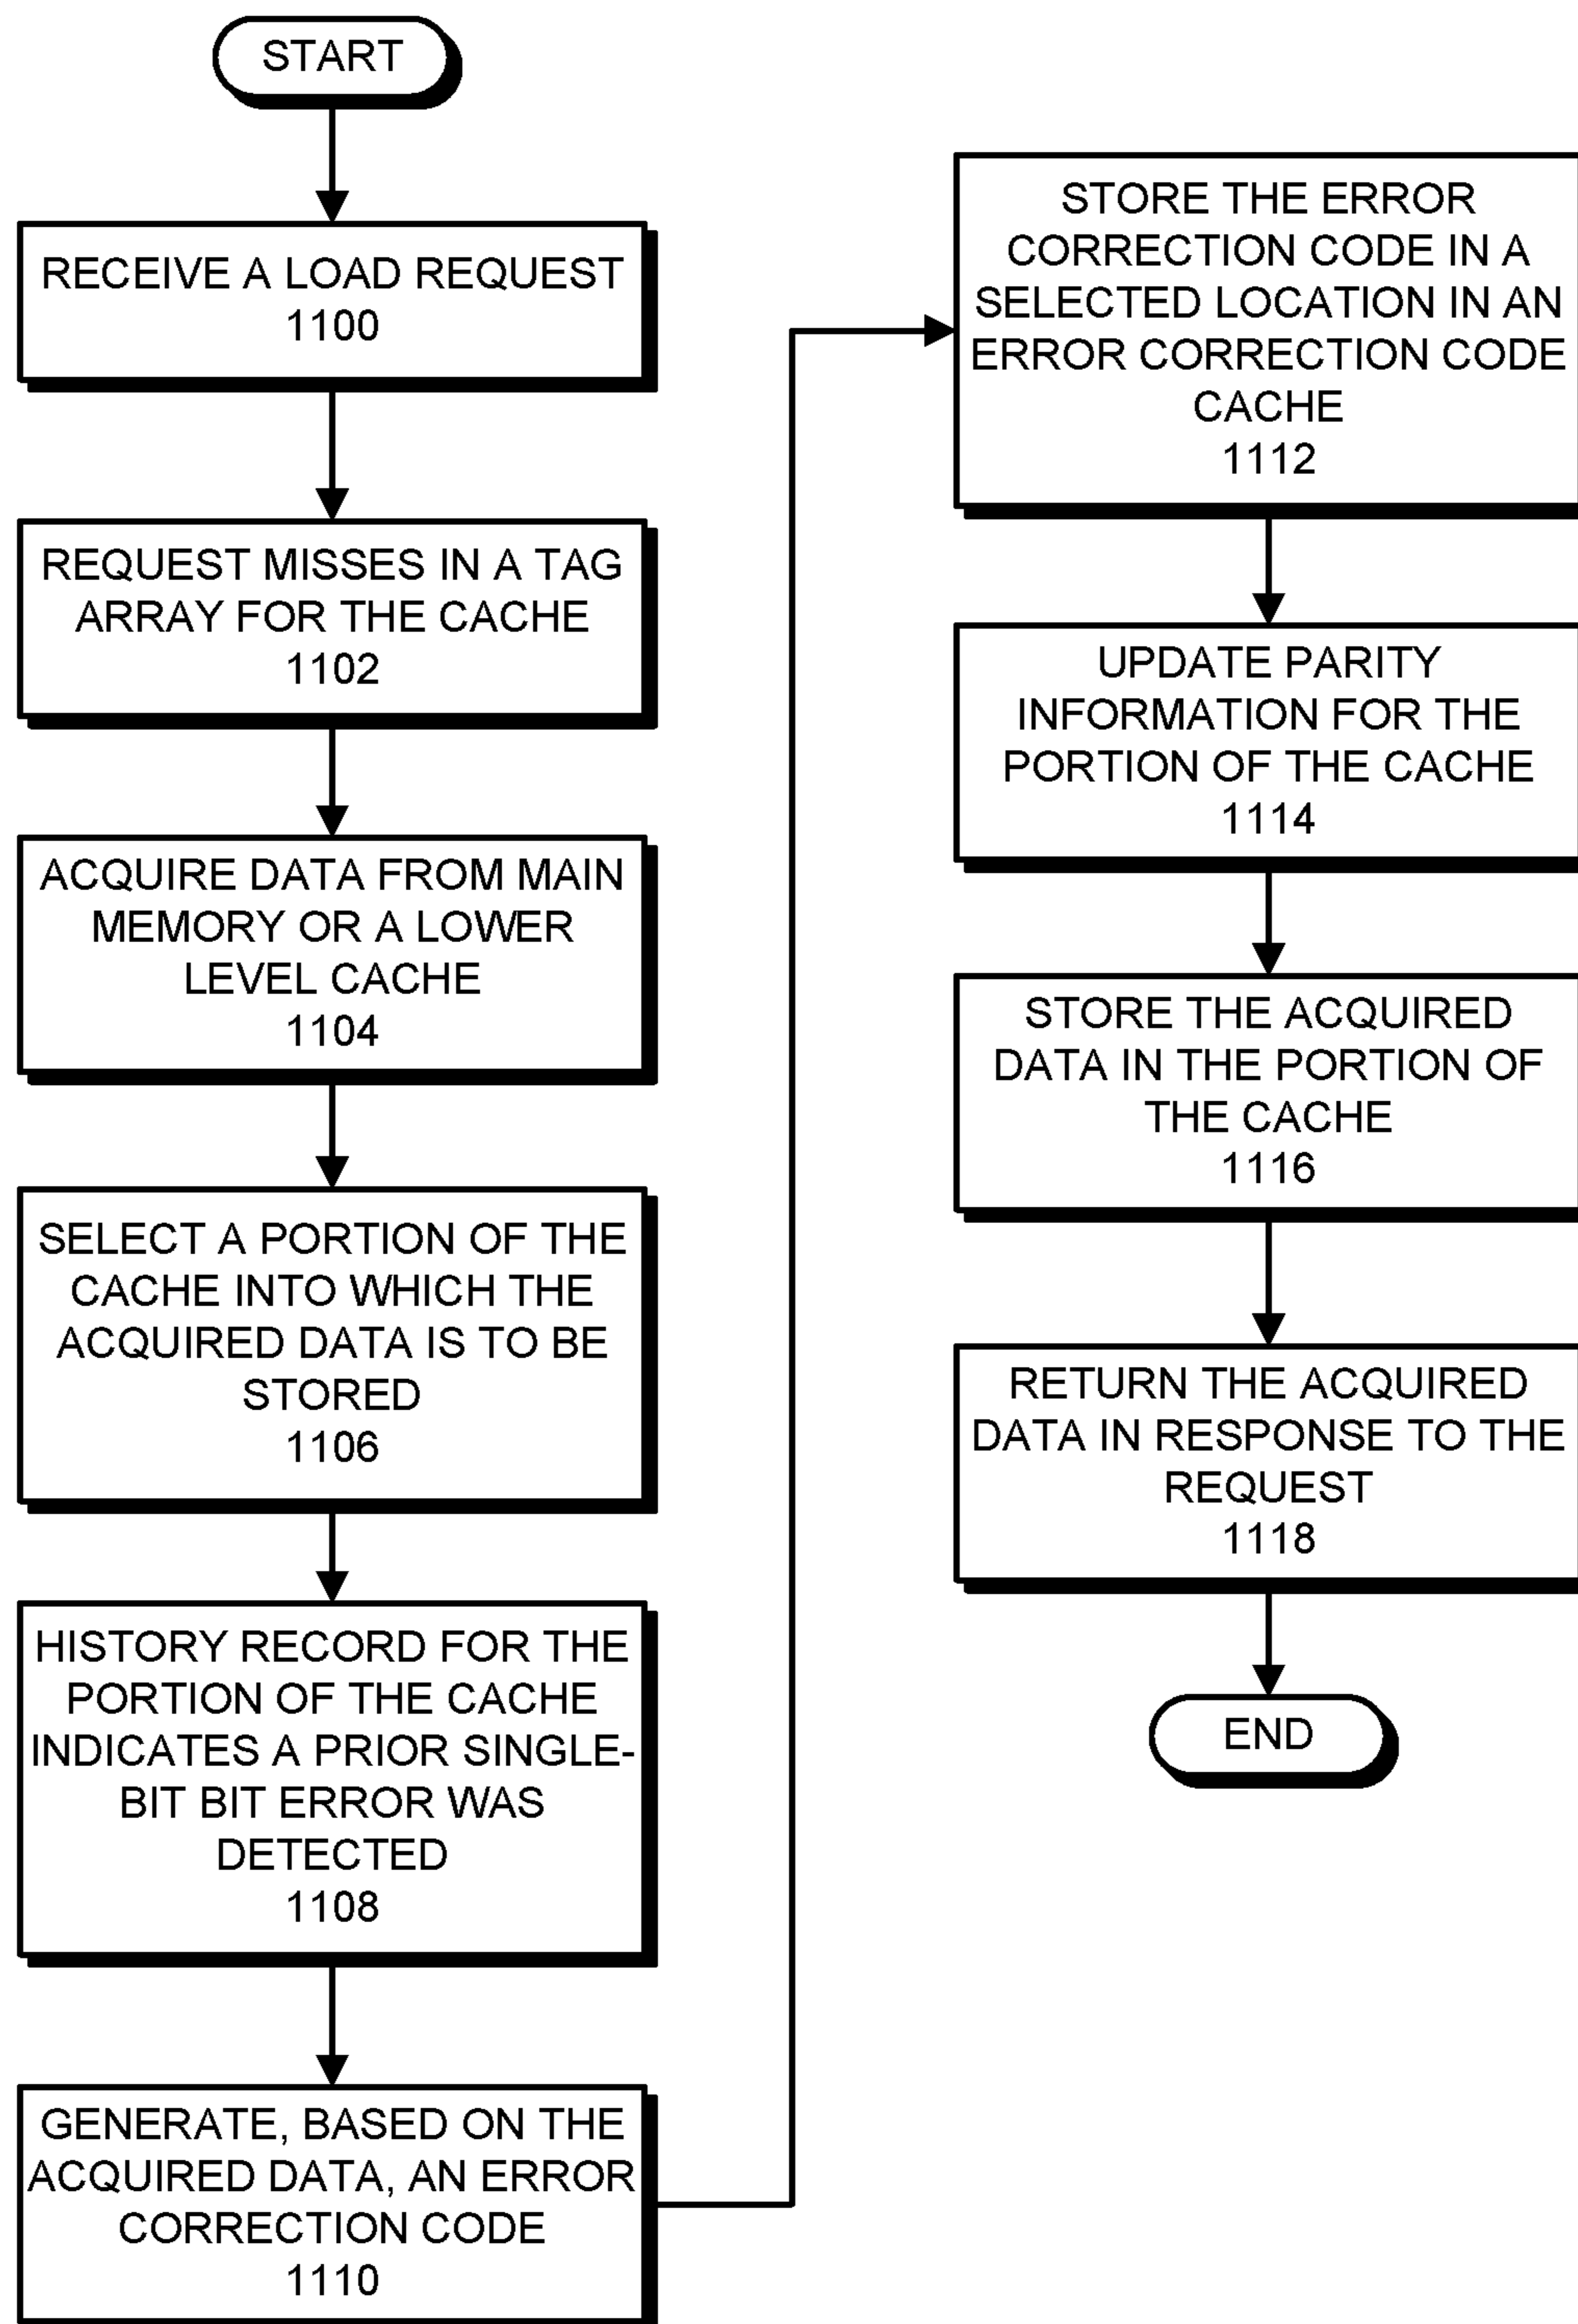 START
RECEIVE A LOAD REQUEST
1100
REQUEST MISSES IN A TAG
ARRAY FOR THE CACHE
1102
ACQUIRE DATA FROM MAIN
MEMORY OR A LOWER
LEVEL CACHE
1104
SELECT A PORTION OF THE
CACHE INTO WHICH THE
ACQUIRED DATA IS TO BE
STORED
1106
HISTORY RECORD FOR THE
PORTION OF THE CACHE
INDICATES A PRIOR SINGLE-
BIT BIT ERROR WAS
DETECTED
1108
GENERATE, BASED ON THE
ACQUIRED DATA, AN ERROR
CORRECTION CODE
1110
STORE THE ERROR
CORRECTION CODE IN A
SELECTED LOCATION IN AN
ERROR CORRECTION CODE
CACHE
1112
UPDATE PARITY
INFORMATION FOR THE
PORTION OF THE CACHE
1114
STORE THE ACQUIRED
DATA IN THE PORTION OF
THE CACHE
1116
RETURN THE ACQUIRED
DATA IN RESPONSE TO THE
REQUEST
1118
END